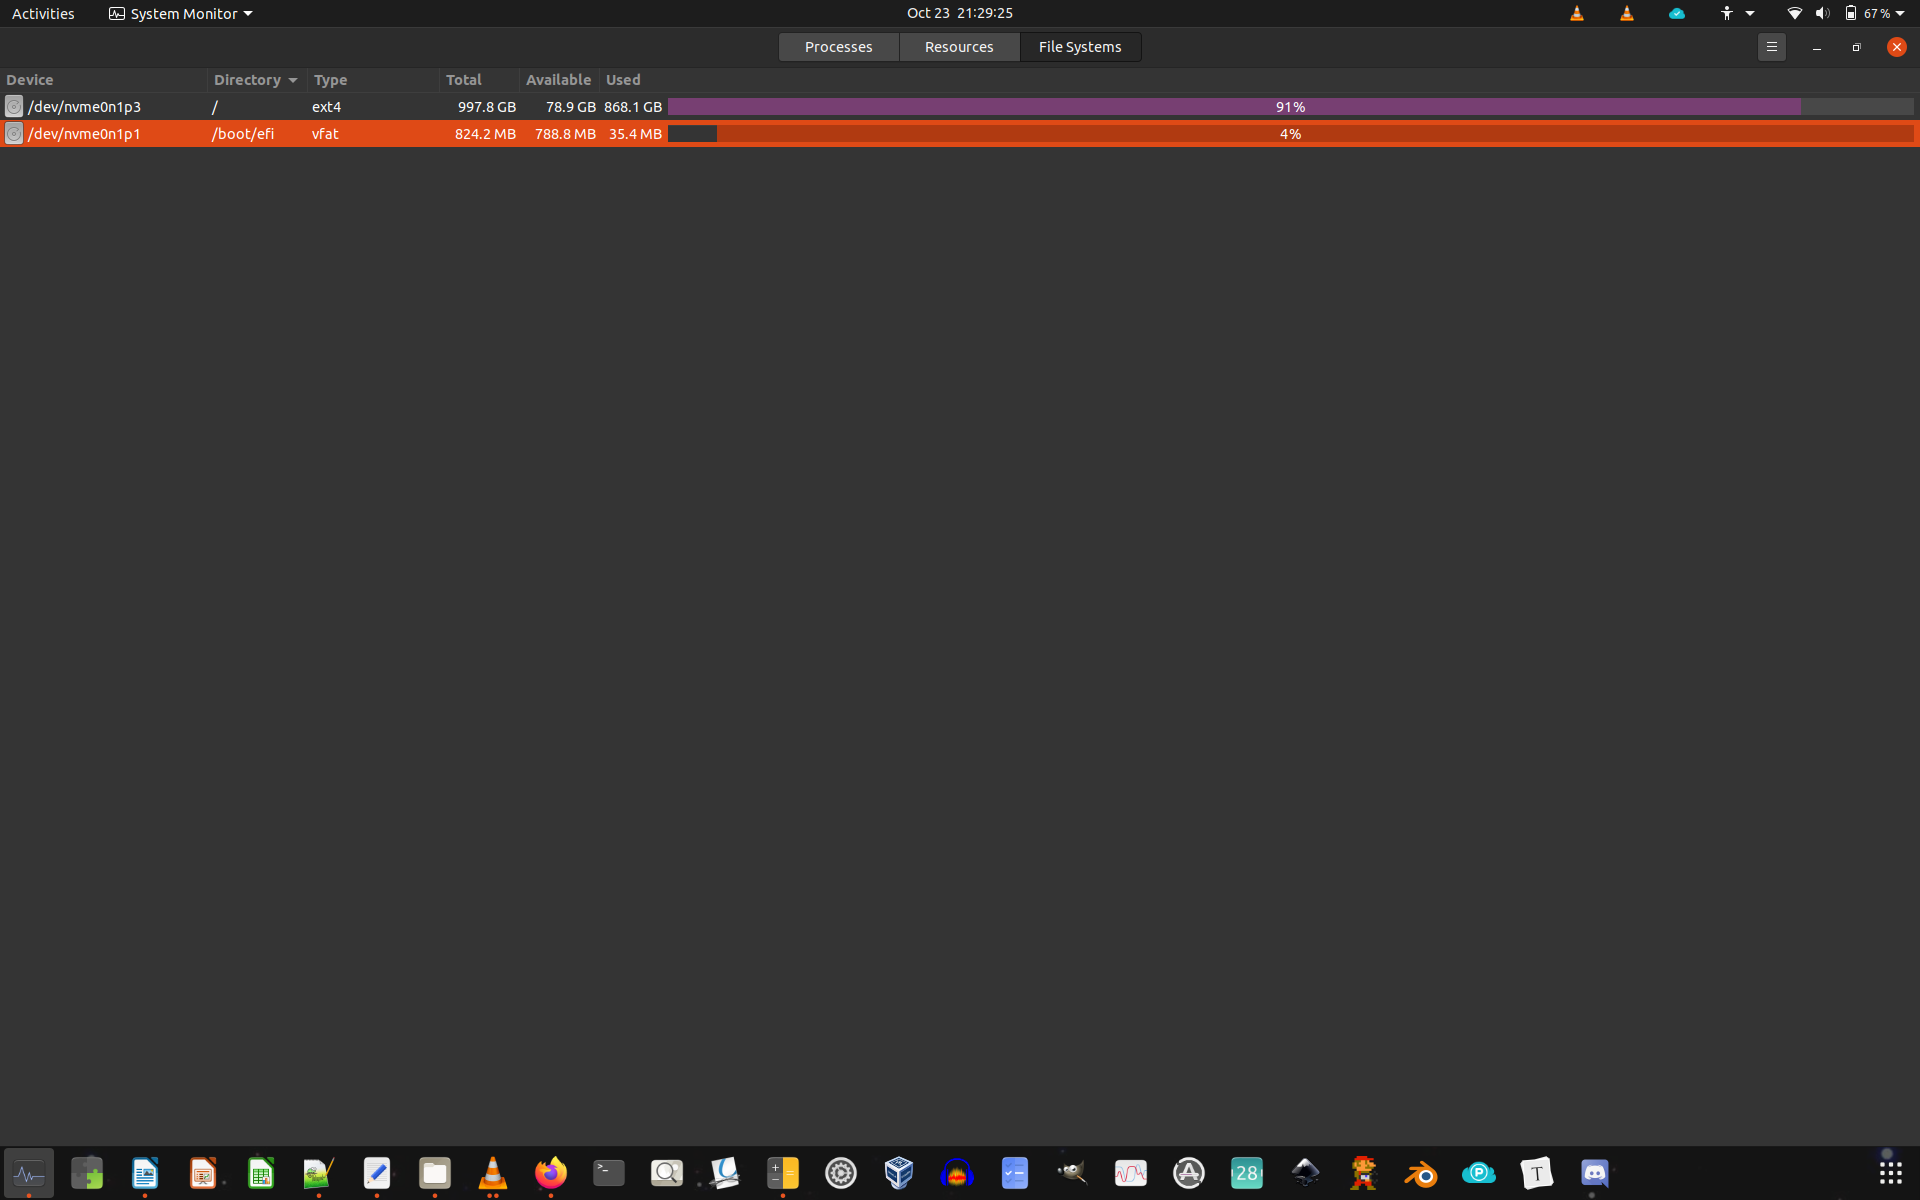 Activities System Monitor Oct 23 21:29:25 67 %
Processes Resources File Systems
Device Directory Type Total Available Used
/dev/nvme0n1p3 / ext4 997.8 GB 78.9 GB 868.1 GB 91%
/dev/nvme0n1p1 /boot/efi vfat 824.2 MB 788.8 MB 35.4 MB 4%
>_ + − = 28 P T